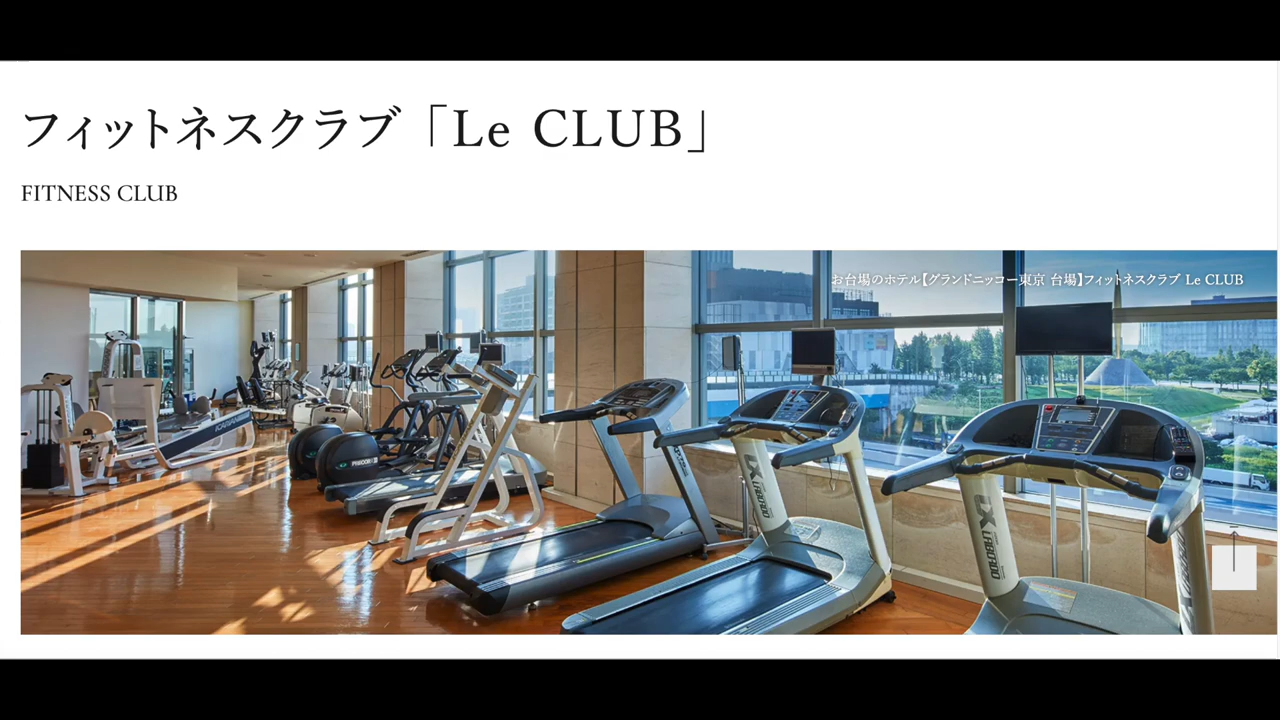 フィットネスクラブ「Le CLUB」
FITNESS CLUB
お台場のホテル【グランドニッコー東京 台場】フィットネスクラブ Le CLUB
PRECOR
LABORDO